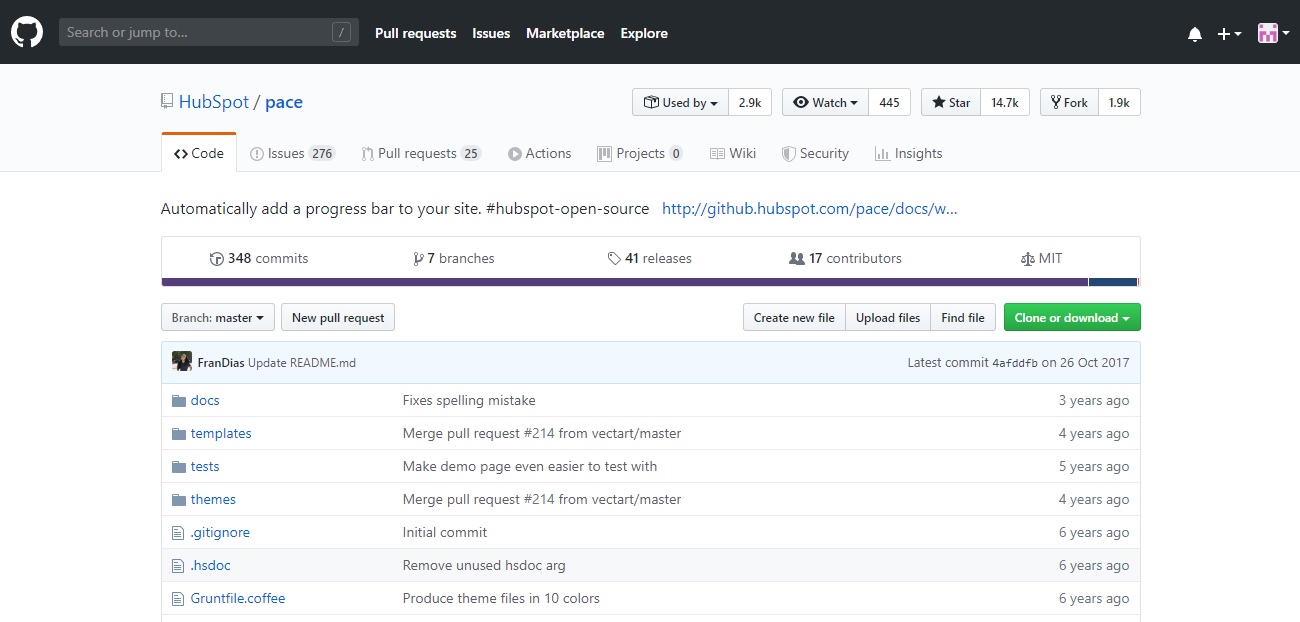 Search or jump to... / Pull requests Issues Marketplace Explore
HubSpot / pace Used by 2.9k Watch 445 Star 14.7k Fork 1.9k
Code Issues 276 Pull requests 25 Actions Projects 0 Wiki Security Insights
Automatically add a progress bar to your site. #hubspot-open-source http://github.hubspot.com/pace/docs/w...
348 commits 7 branches 41 releases 17 contributors MIT
Branch: master New pull request Create new file Upload files Find file Clone or download
FranDias Update README.md Latest commit 4afddfb on 26 Oct 2017
docs Fixes spelling mistake 3 years ago
templates Merge pull request #214 from vectart/master 4 years ago
tests Make demo page even easier to test with 5 years ago
themes Merge pull request #214 from vectart/master 4 years ago
.gitignore Initial commit 6 years ago
.hsdoc Remove unused hsdoc arg 6 years ago
Gruntfile.coffee Produce theme files in 10 colors 6 years ago